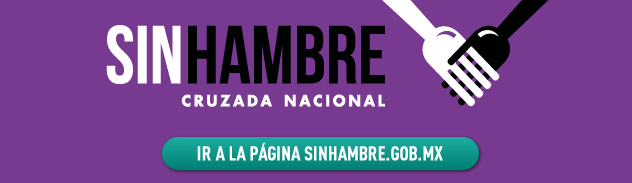 SINHAMBRE
CRUZADA NACIONAL
IR A LA PÁGINA SINHAMBRE.GOB.MX